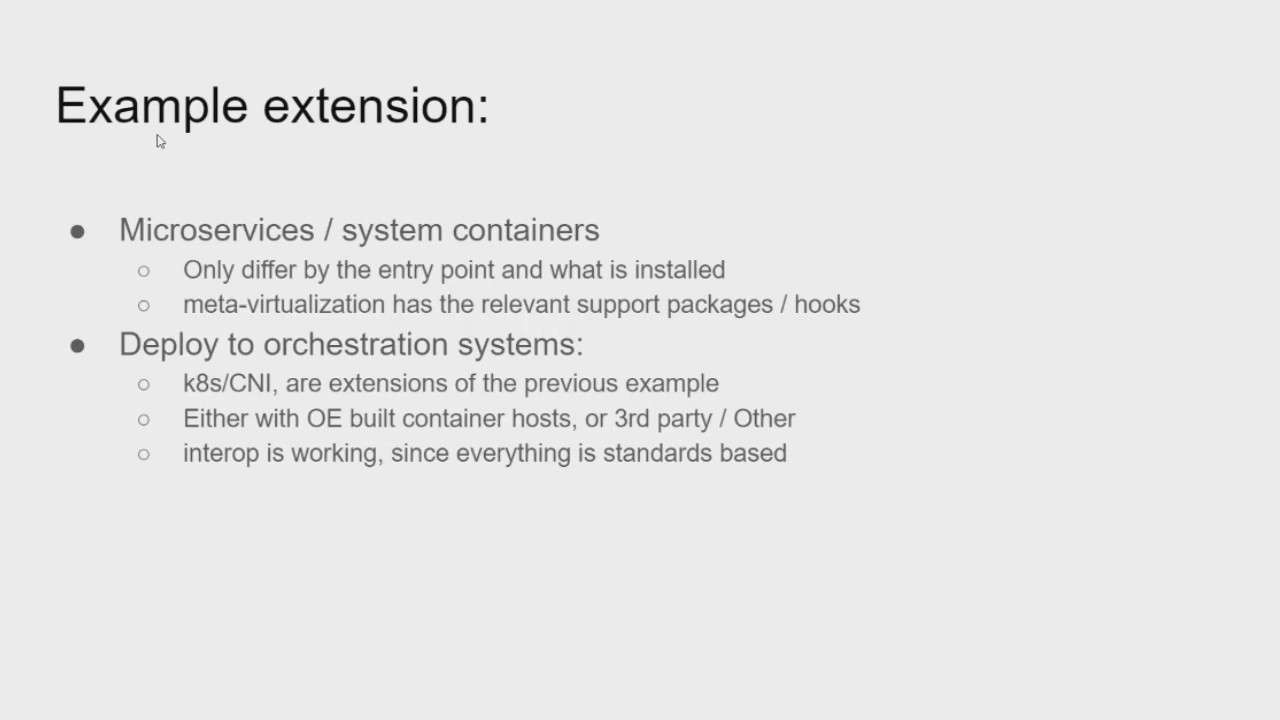 Example extension:
● Microservices / system containers
○ Only differ by the entry point and what is installed
○ meta-virtualization has the relevant support packages / hooks
● Deploy to orchestration systems:
○ k8s/CNI, are extensions of the previous example
○ Either with OE built container hosts, or 3rd party / Other
○ interop is working, since everything is standards based